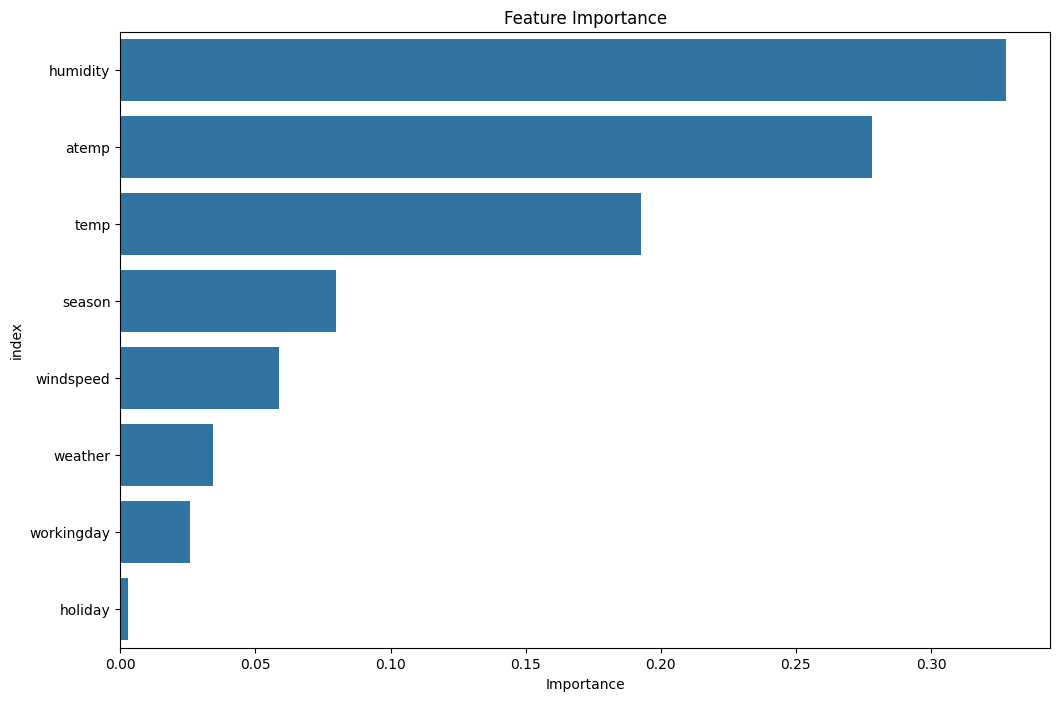 Feature Importance
humidity
atemp
temp
season
windspeed
weather
workingday
holiday
index
0.00 0.05 0.10 0.15 0.20 0.25 0.30
Importance